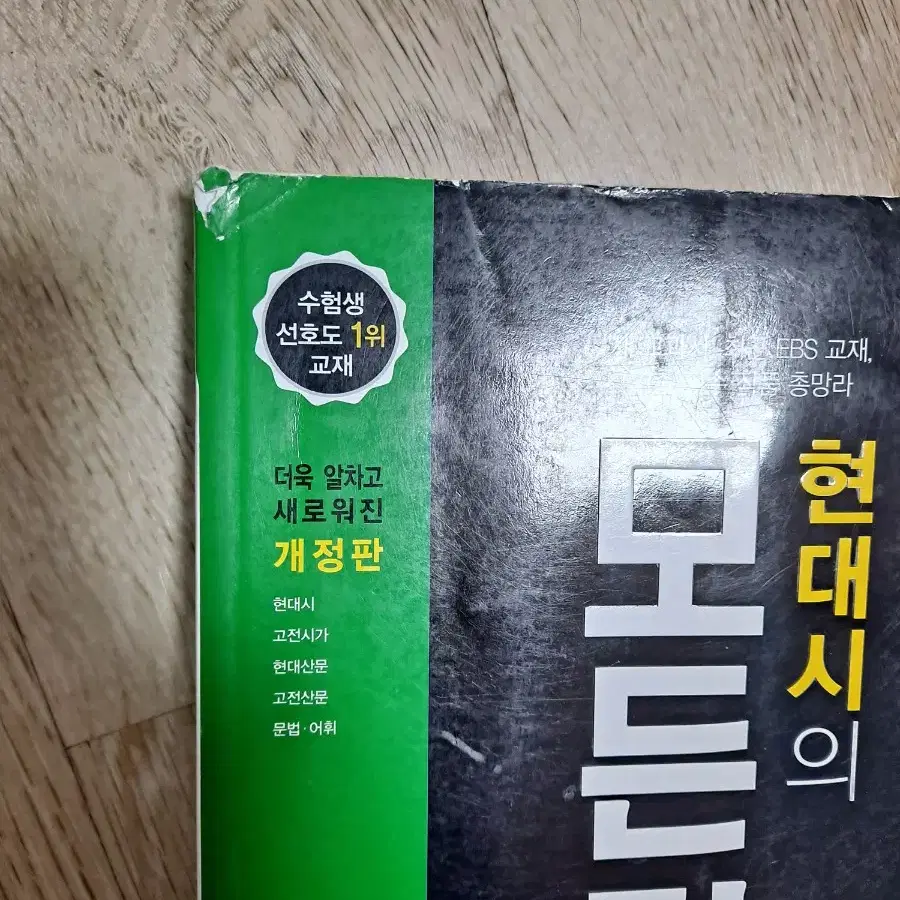 수험생
선호도 1위
교재
더욱 알차고
새로워진
개정판
현대시
고전시가
현대산문
고전산문
문법·어휘
EBS 교재,
총망라
현대시의
모든